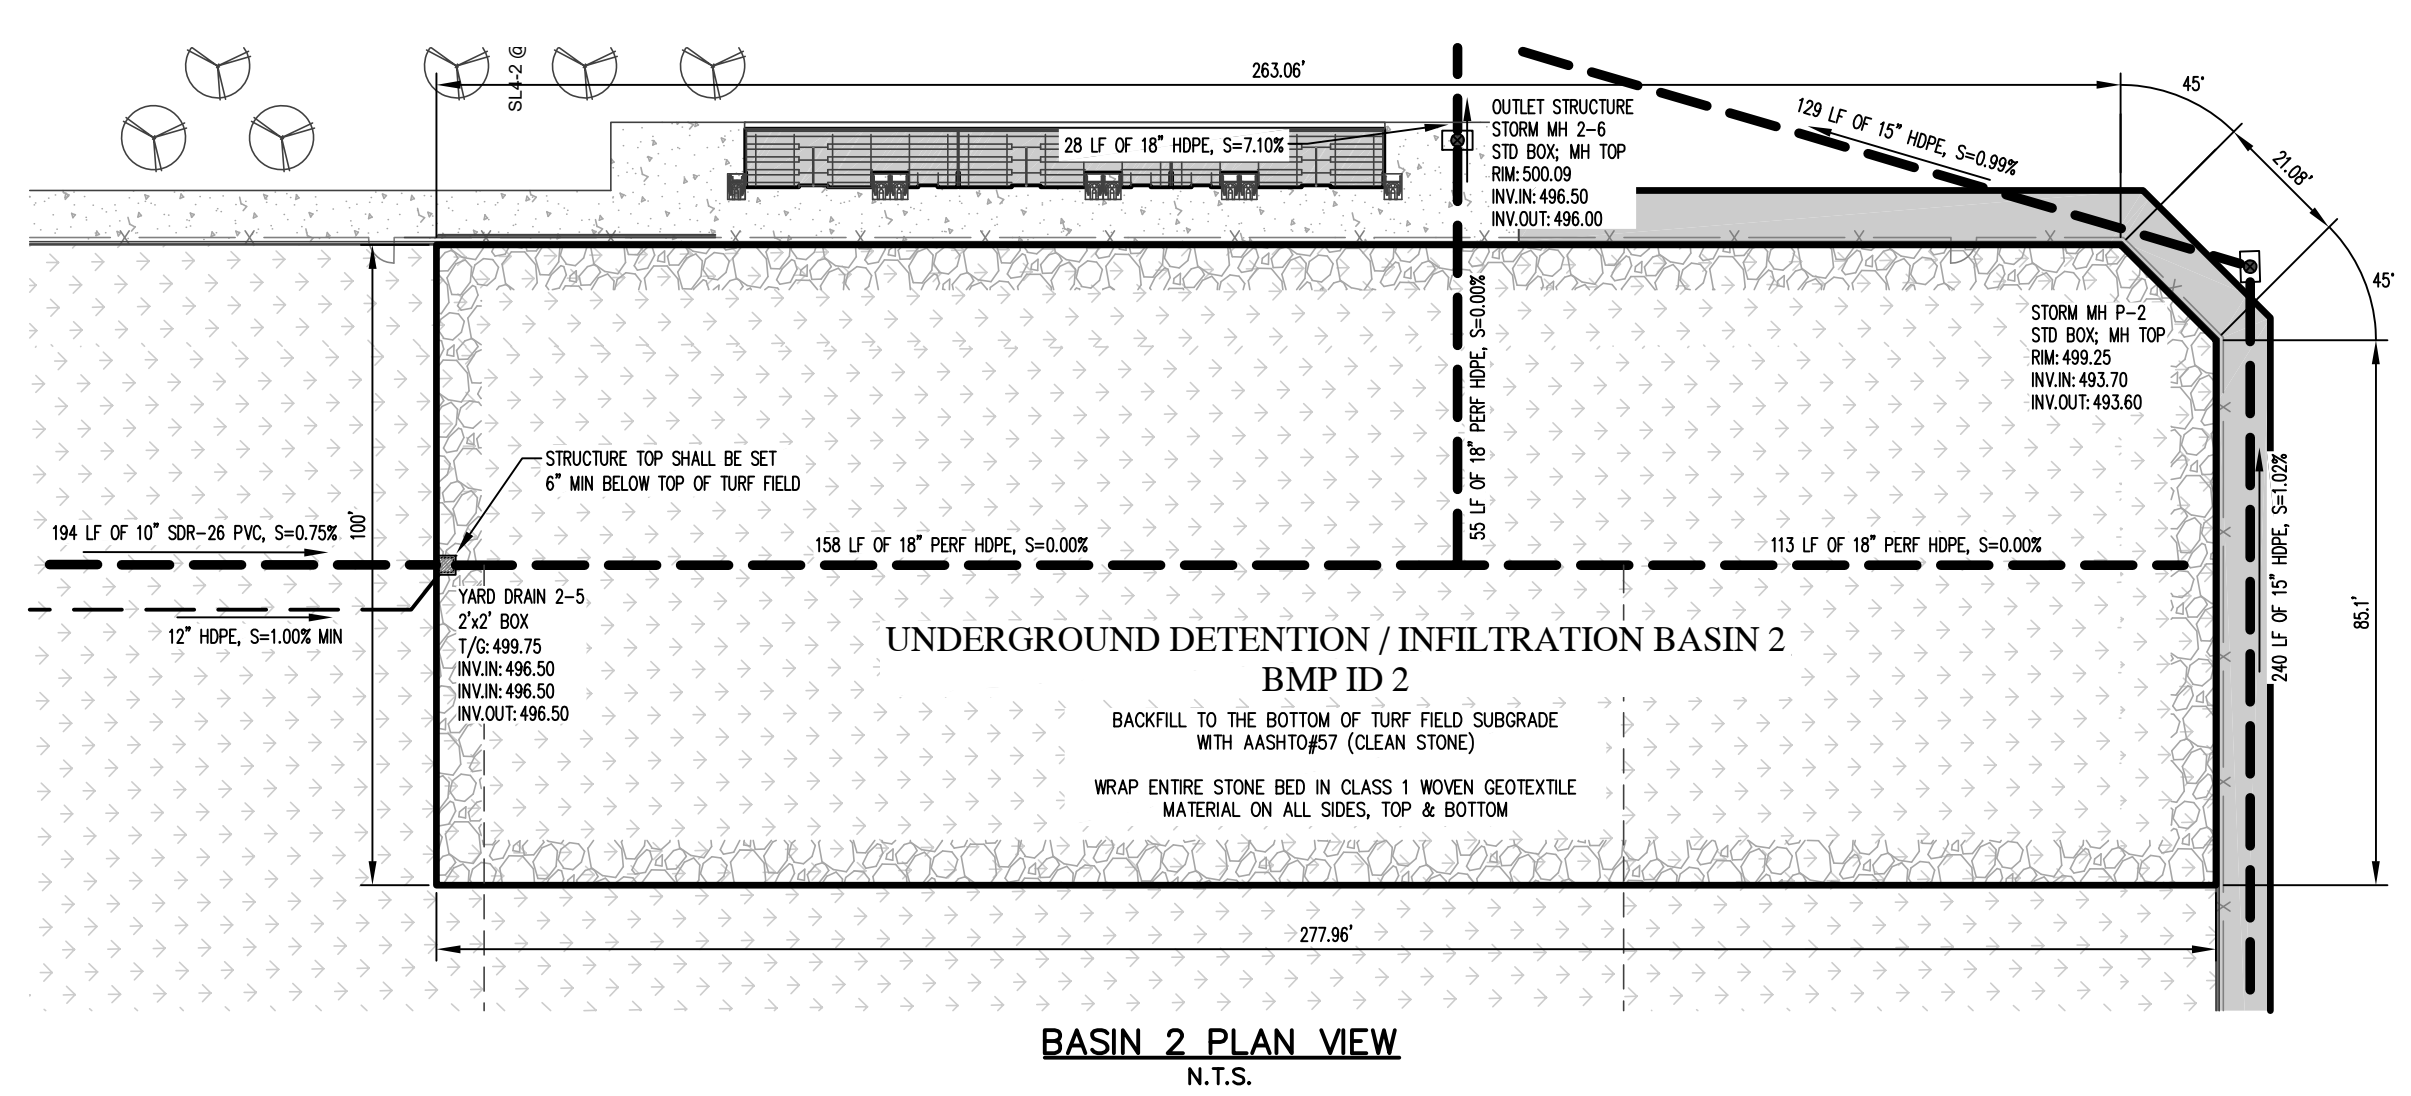 SL4-2 @
263.06'
45°
129 LF OF 15" HDPE, S=0.99%
21.08'
45°
28 LF OF 18" HDPE, S=7.10%
OUTLET STRUCTURE
STORM MH 2-6
STD BOX; MH TOP
RIM: 500.09
INV.IN: 496.50
INV.OUT: 496.00
55 LF OF 18" PERF HDPE, S=0.00%
STORM MH P-2
STD BOX; MH TOP
RIM: 499.25
INV.IN: 493.70
INV.OUT: 493.60
STRUCTURE TOP SHALL BE SET
6" MIN BELOW TOP OF TURF FIELD
194 LF OF 10" SDR-26 PVC, S=0.75%
100'
158 LF OF 18" PERF HDPE, S=0.00%
113 LF OF 18" PERF HDPE, S=0.00%
240 LF OF 15" HDPE, S=1.02%
85.1'
12" HDPE, S=1.00% MIN
YARD DRAIN 2-5
2'x2' BOX
T/G: 499.75
INV.IN: 496.50
INV.IN: 496.50
INV.OUT: 496.50
UNDERGROUND DETENTION / INFILTRATION BASIN 2
BMP ID 2
BACKFILL TO THE BOTTOM OF TURF FIELD SUBGRADE
WITH AASHTO#57 (CLEAN STONE)
WRAP ENTIRE STONE BED IN CLASS 1 WOVEN GEOTEXTILE
MATERIAL ON ALL SIDES, TOP & BOTTOM
277.96'
BASIN 2 PLAN VIEW
N.T.S.